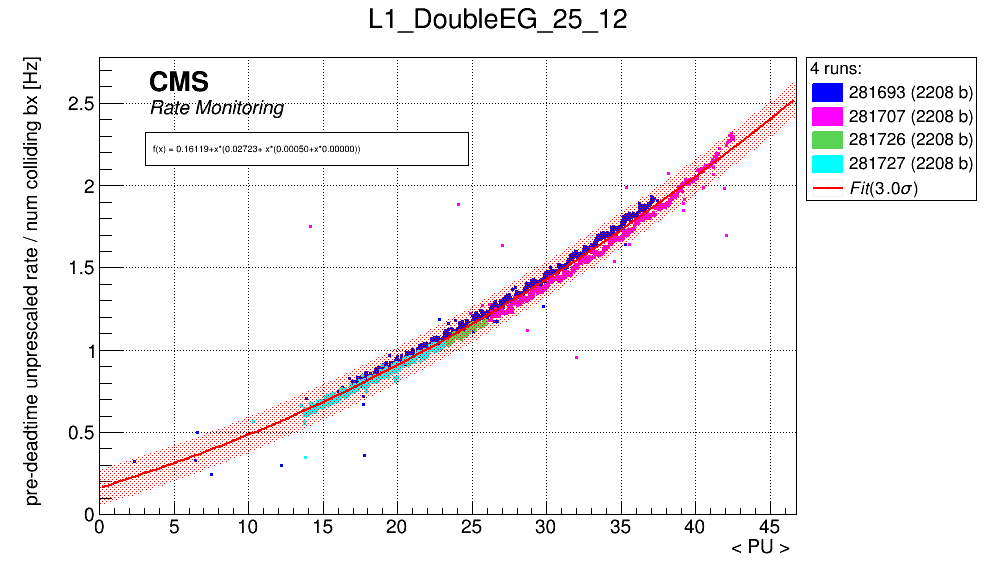 L1_DoubleEG_25_12
pre-deadtime unprescaled rate / num colliding bx [Hz]
CMS
Rate Monitoring
f(x) = 0.16119+x*(0.02723+ x*(0.00050+x*0.00000))
2.5
2
1.5
1
0.5
0
0 5 10 15 20 25 30 35 40 45
< PU >
4 runs:
281693 (2208 b)
281707 (2208 b)
281726 (2208 b)
281727 (2208 b)
Fit(3.0σ)